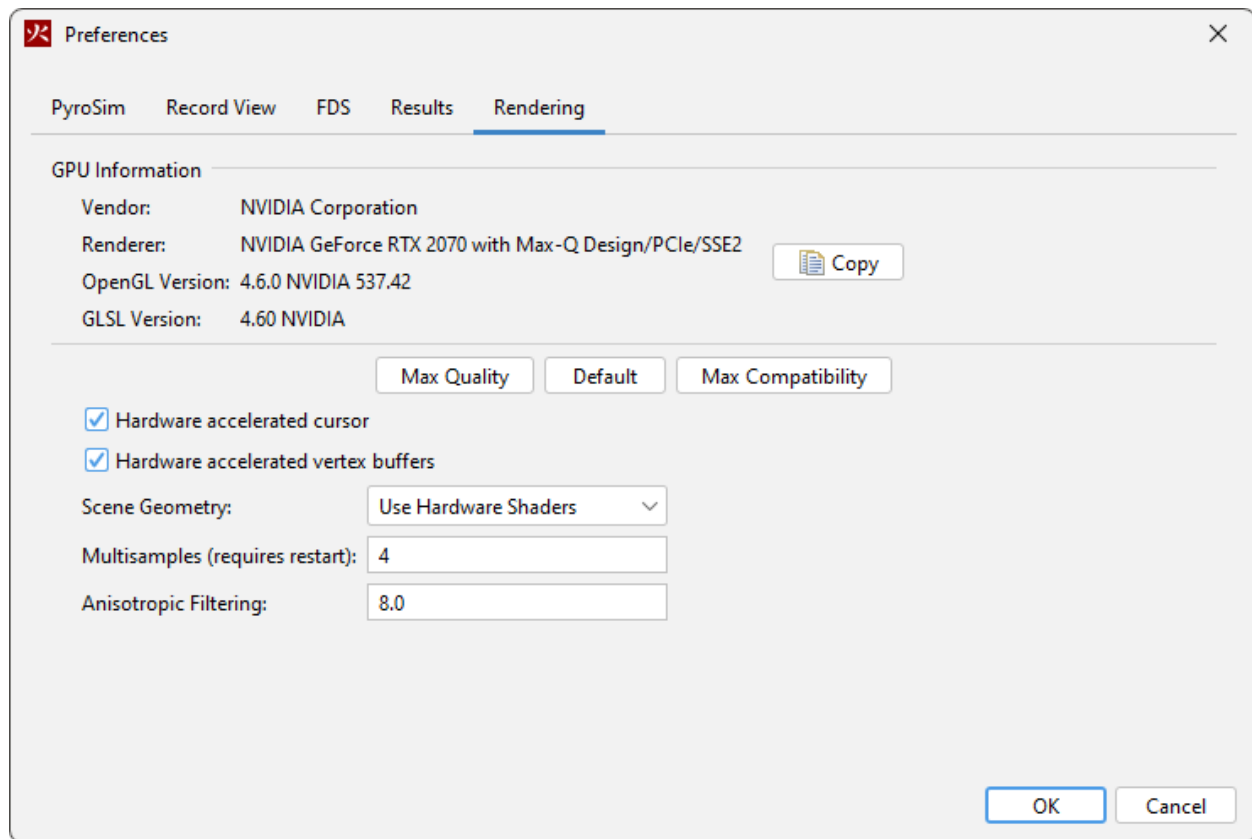 火 Preferences
PyroSim Record View FDS Results Rendering
GPU Information
Vendor: NVIDIA Corporation
Renderer: NVIDIA GeForce RTX 2070 with Max-Q Design/PCIe/SSE2
Copy
OpenGL Version: 4.6.0 NVIDIA 537.42
GLSL Version: 4.60 NVIDIA
Max Quality Default Max Compatibility
Hardware accelerated cursor
Hardware accelerated vertex buffers
Scene Geometry: Use Hardware Shaders
Multisamples (requires restart): 4
Anisotropic Filtering: 8.0
OK Cancel